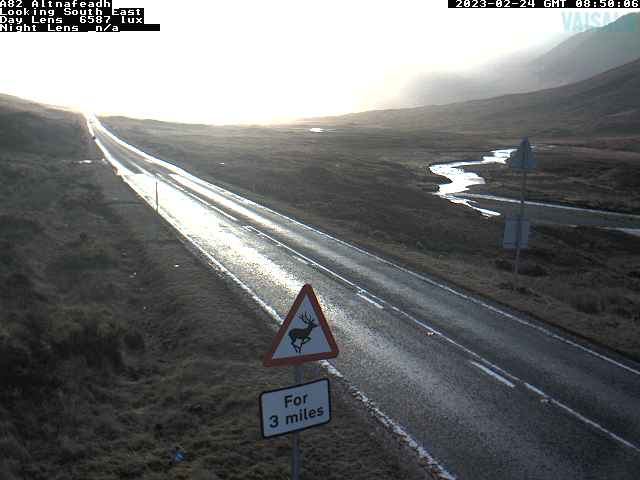 A82 Altnafeadh
Looking South East
Day Lens 6587 lux
Night Lens n/a
2023-02-24 GMT 08:50:06
VAISALA
For
3 miles